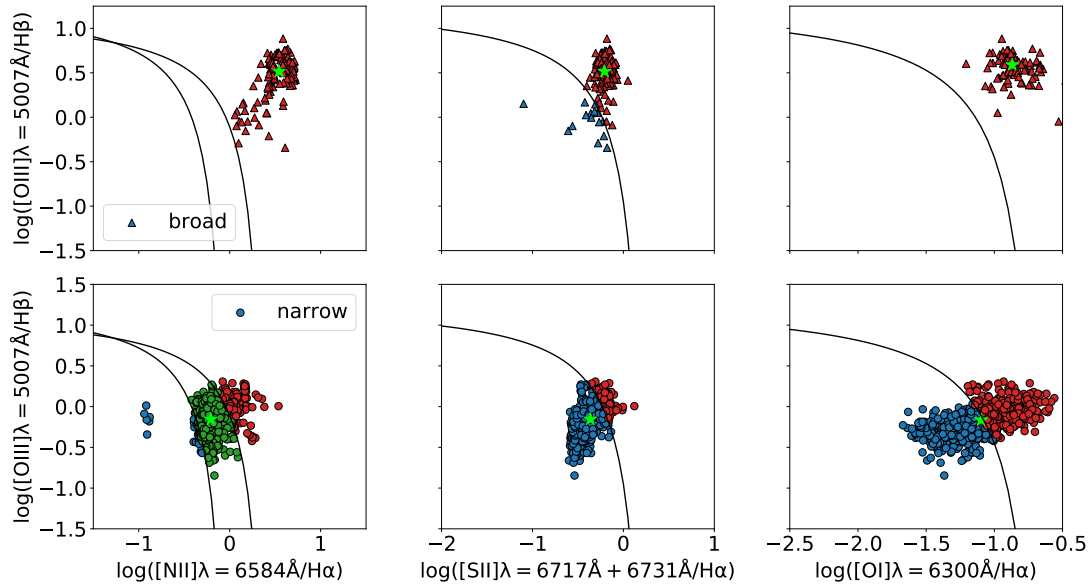 1.0
0.5
0.0
−0.5
−1.0
−1.5
log([OIII]λ = 5007Å/Hβ)
broad
1.5
1.0
0.5
0.0
−0.5
−1.0
−1.5
log([OIII]λ = 5007Å/Hβ)
narrow
−1 0 1
log([NII]λ = 6584Å/Hα)
−2 −1 0 1
log([SII]λ = 6717Å + 6731Å/Hα)
−2.5 −2.0 −1.5 −1.0 −0.5
log([OI]λ = 6300Å/Hα)